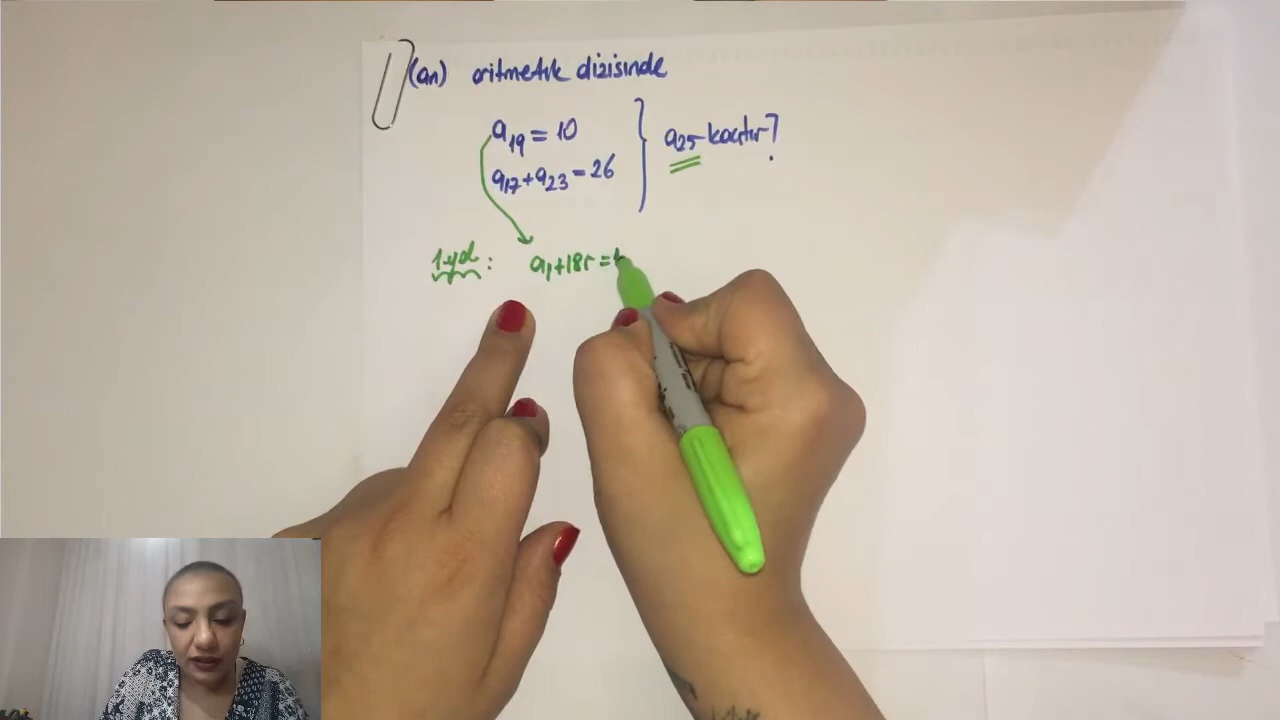 (an) aritmetik dizisinde
a19 = 10
a17 + a23 = 26
a25 kaçtır?
1.yol :
a1 + 18r =